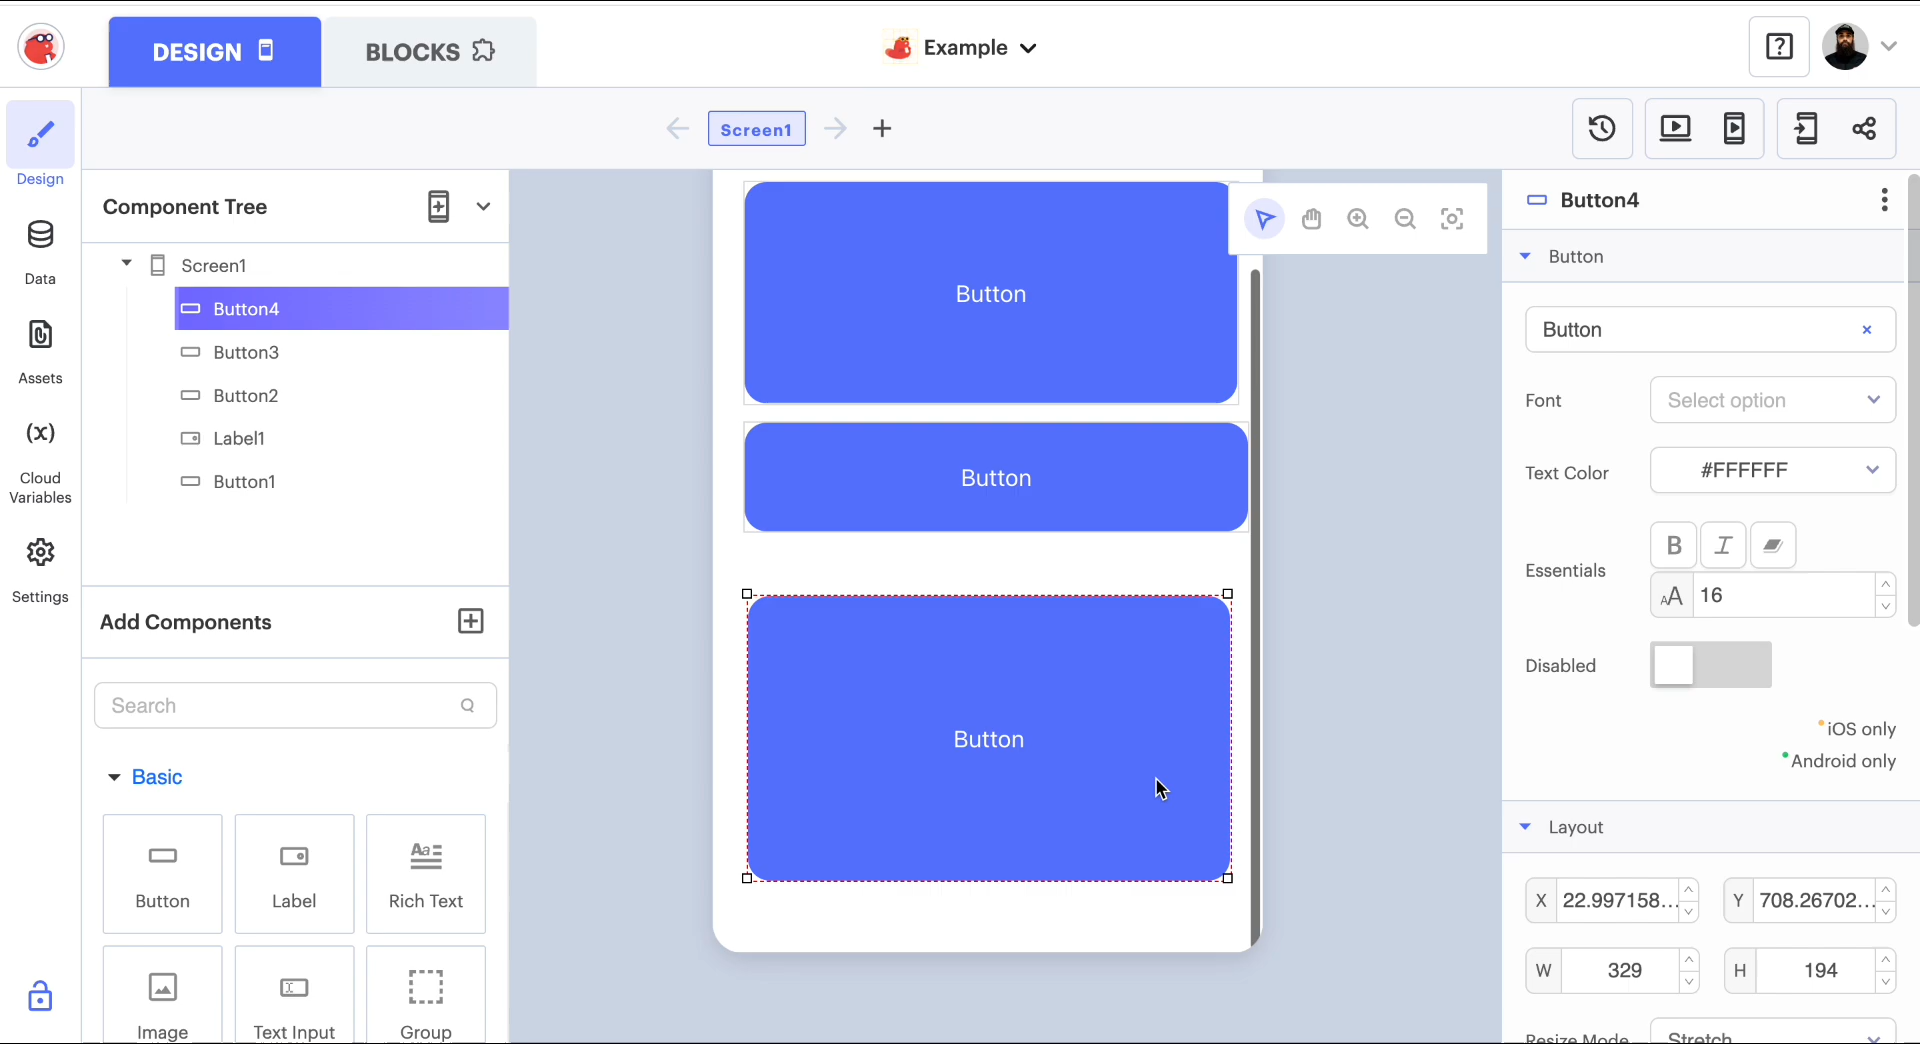 DESIGN
BLOCKS
Example
Screen1
Design
Data
Assets
(x)
Cloud
Variables
Settings
Component Tree
Screen1
Button4
Button3
Button2
Label1
Button1
Add Components
Search
Basic
Button
Label
Aa
Rich Text
Image
Text Input
Group
Button
Button
Button
Button4
Button
Button
Font
Select option
Text Color
#FFFFFF
Essentials
B I
AA 16
Disabled
iOS only
Android only
Layout
X 22.997158...
Y 708.26702...
W 329
H 194
Resize Mode
Stretch